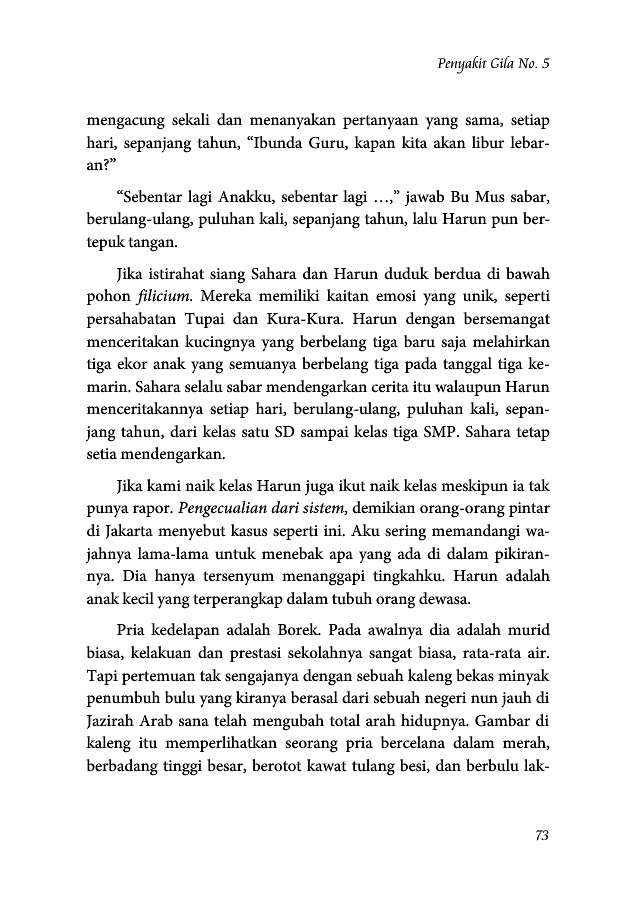 Penyakit Gila No. 5
mengacung sekali dan menanyakan pertanyaan yang sama, setiap
hari, sepanjang tahun, “Ibunda Guru, kapan kita akan libur lebar-
an?”
“Sebentar lagi Anakku, sebentar lagi …,” jawab Bu Mus sabar,
berulang-ulang, puluhan kali, sepanjang tahun, lalu Harun pun ber-
tepuk tangan.
Jika istirahat siang Sahara dan Harun duduk berdua di bawah
pohon filicium. Mereka memiliki kaitan emosi yang unik, seperti
persahabatan Tupai dan Kura-Kura. Harun dengan bersemangat
menceritakan kucingnya yang berbelang tiga baru saja melahirkan
tiga ekor anak yang semuanya berbelang tiga pada tanggal tiga ke-
marin. Sahara selalu sabar mendengarkan cerita itu walaupun Harun
menceritakannya setiap hari, berulang-ulang, puluhan kali, sepan-
jang tahun, dari kelas satu SD sampai kelas tiga SMP. Sahara tetap
setia mendengarkan.
Jika kami naik kelas Harun juga ikut naik kelas meskipun ia tak
punya rapor. Pengecualian dari sistem, demikian orang-orang pintar
di Jakarta menyebut kasus seperti ini. Aku sering memandangi wa-
jahnya lama-lama untuk menebak apa yang ada di dalam pikiran-
nya. Dia hanya tersenyum menanggapi tingkahku. Harun adalah
anak kecil yang terperangkap dalam tubuh orang dewasa.
Pria kedelapan adalah Borek. Pada awalnya dia adalah murid
biasa, kelakuan dan prestasi sekolahnya sangat biasa, rata-rata air.
Tapi pertemuan tak sengajanya dengan sebuah kaleng bekas minyak
penumbuh bulu yang kiranya berasal dari sebuah negeri nun jauh di
Jazirah Arab sana telah mengubah total arah hidupnya. Gambar di
kaleng itu memperlihatkan seorang pria bercelana dalam merah,
berbadang tinggi besar, berotot kawat tulang besi, dan berbulu lak-
73